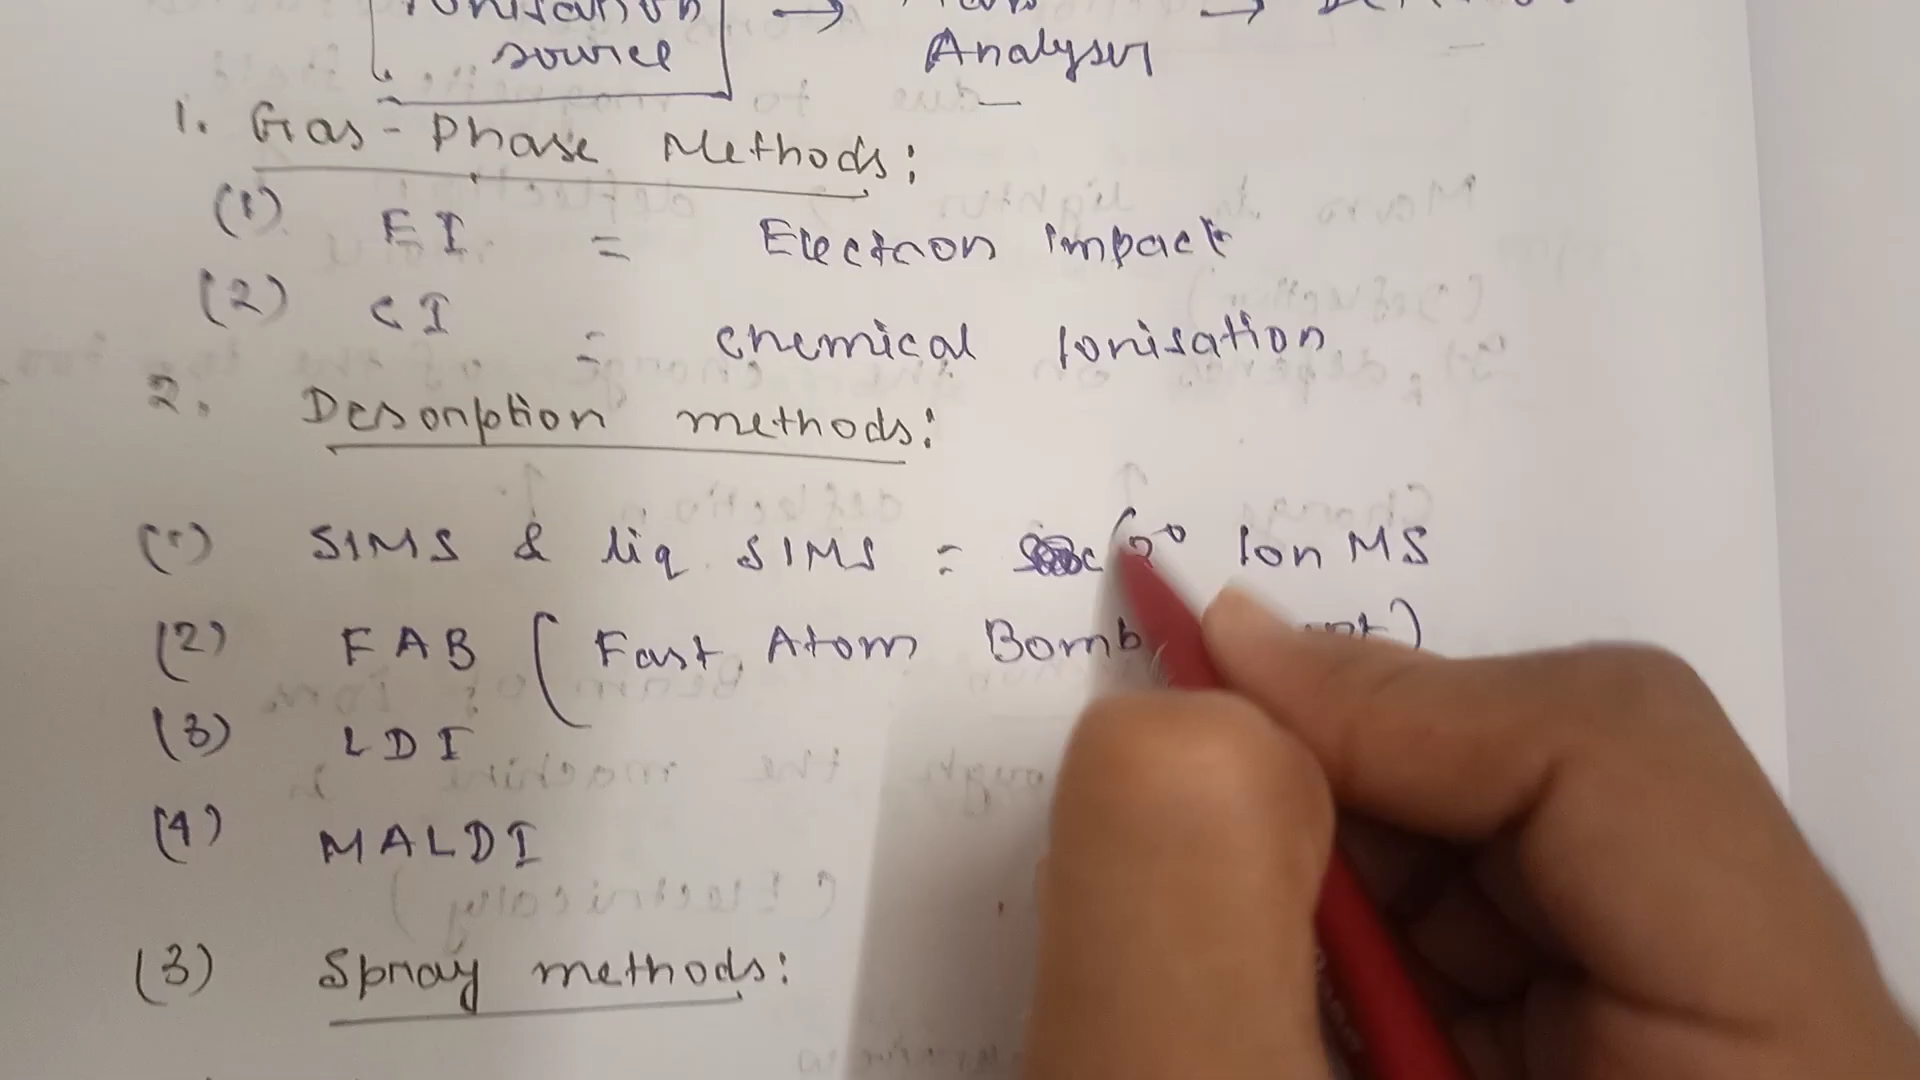 Ionisation → →
source Analyser
1. Gas-Phase Methods:
(1) EI = Electron Impact
(2) CI = chemical Ionisation
2. Desorption methods:
(1) SIMS & liq. SIMS = (2° Ion MS
(2) FAB (Fast Atom Bomb
(3) LDI
(4) MALDI
(3) Spray methods: